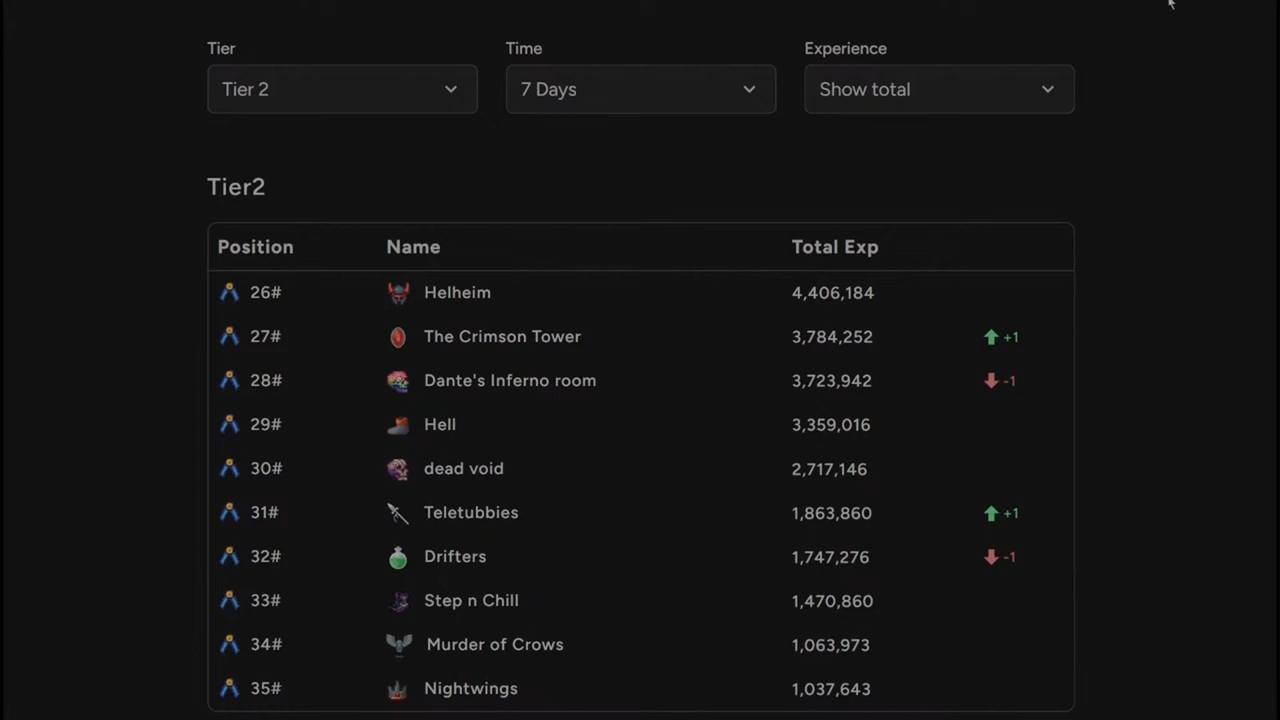 Tier Time Experience
Tier 2 7 Days Show total
Tier2
Position Name Total Exp
26# Helheim 4,406,184
27# The Crimson Tower 3,784,252 +1
28# Dante's Inferno room 3,723,942 -1
29# Hell 3,359,016
30# dead void 2,717,146
31# Teletubbies 1,863,860 +1
32# Drifters 1,747,276 -1
33# Step n Chill 1,470,860
34# Murder of Crows 1,063,973
35# Nightwings 1,037,643